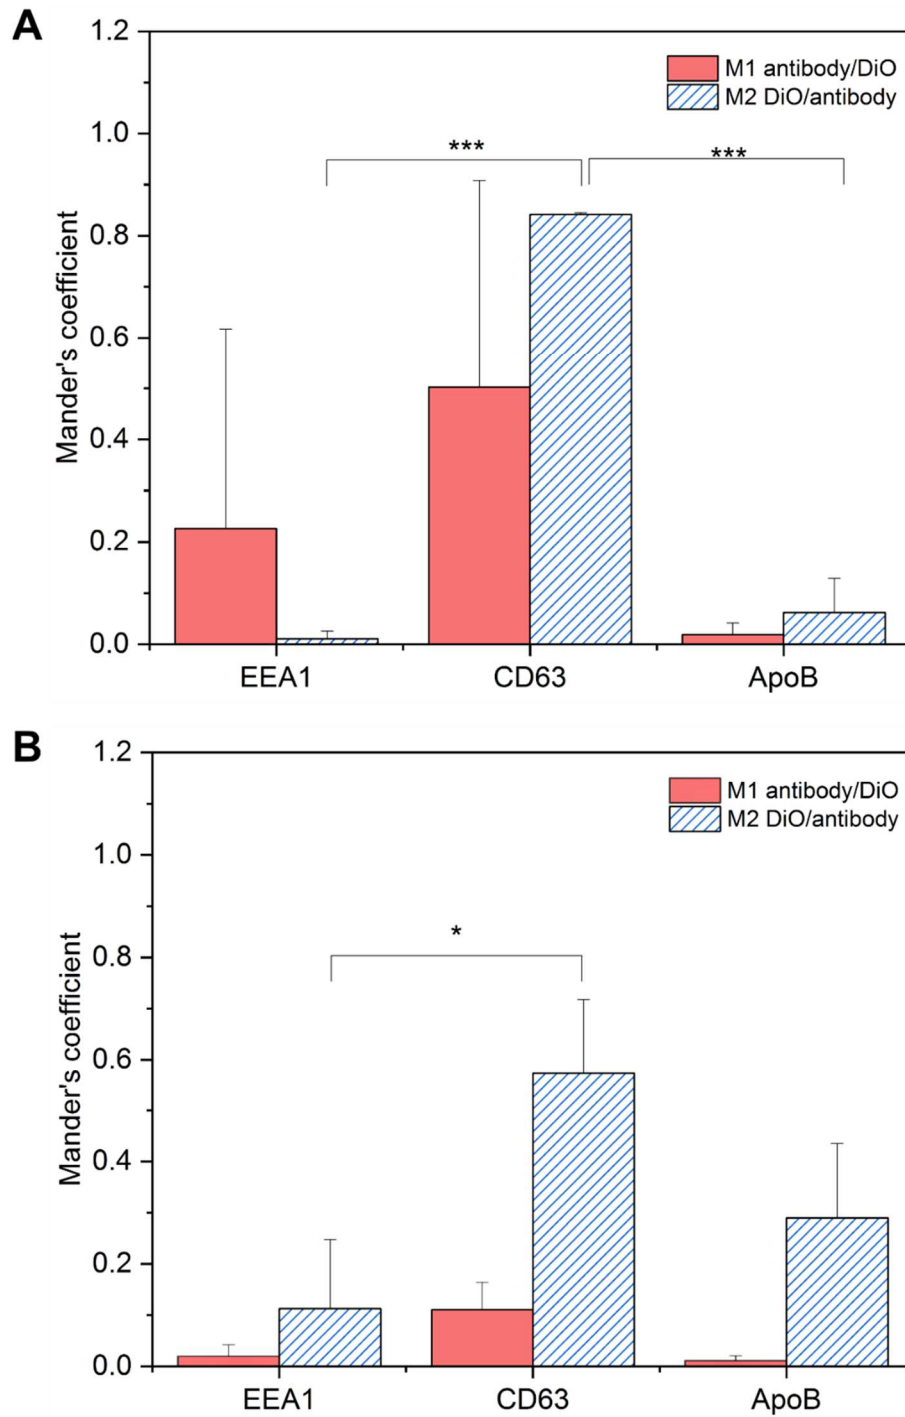 A
1.2
1.0
0.8
0.6
0.4
0.2
0.0
Mander's coefficient
M1 antibody/DiO
M2 DiO/antibody
***
***
EEA1
CD63
ApoB
B
1.2
1.0
0.8
0.6
0.4
0.2
0.0
Mander's coefficient
M1 antibody/DiO
M2 DiO/antibody
*
EEA1
CD63
ApoB